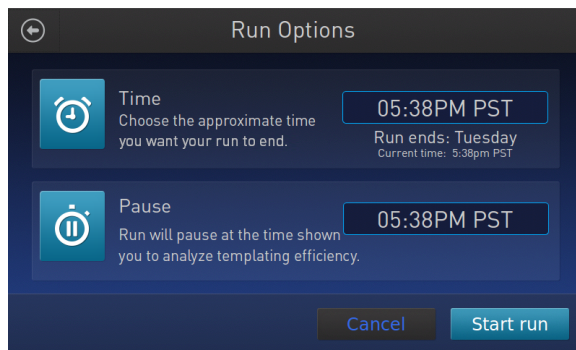 Run Options
Time
Choose the approximate time
you want your run to end.
05:38PM PST
Run ends: Tuesday
Current time: 5:38pm PST
Pause
Run will pause at the time shown
you to analyze templating efficiency.
05:38PM PST
Cancel
Start run